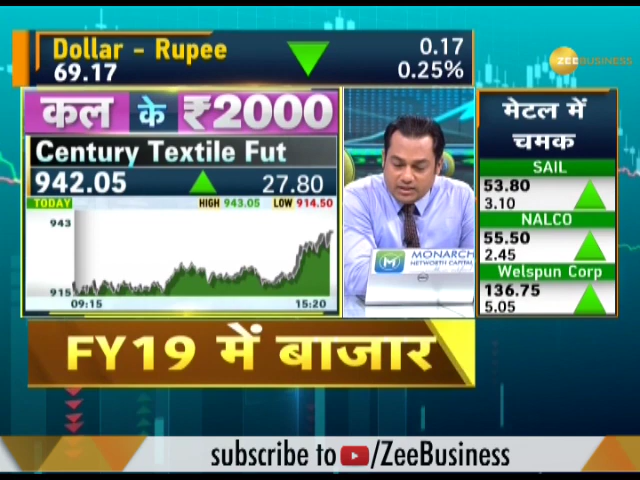 Dollar - Rupee
69.17
0.17
0.25%
ZEEBUSINESS
कल के ₹2000
Century Textile Fut
942.05
27.80
TODAY
HIGH 943.05 LOW 914.50
943
915
09:15
15:20
MONARCH
NETWORTH CAPITAL
DELL
मेटल में
चमक
SAIL
53.80
3.10
NALCO
55.50
2.45
Welspun Corp
136.75
5.05
FY19 में बाजार
subscribe to /ZeeBusiness